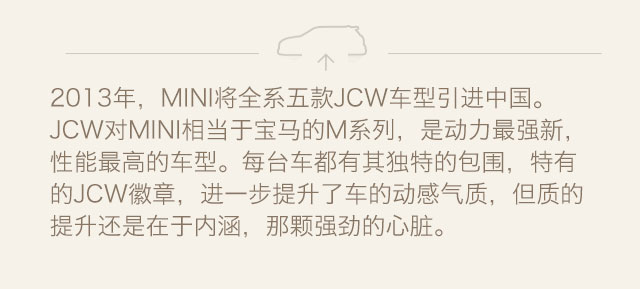 2013年，MINI将全系五款JCW车型引进中国。
JCW对MINI相当于宝马的M系列，是动力最强新，
性能最高的车型。每台车都有其独特的包围，特有
的JCW徽章，进一步提升了车的动感气质，但质的
提升还是在于内涵，那颗强劲的心脏。